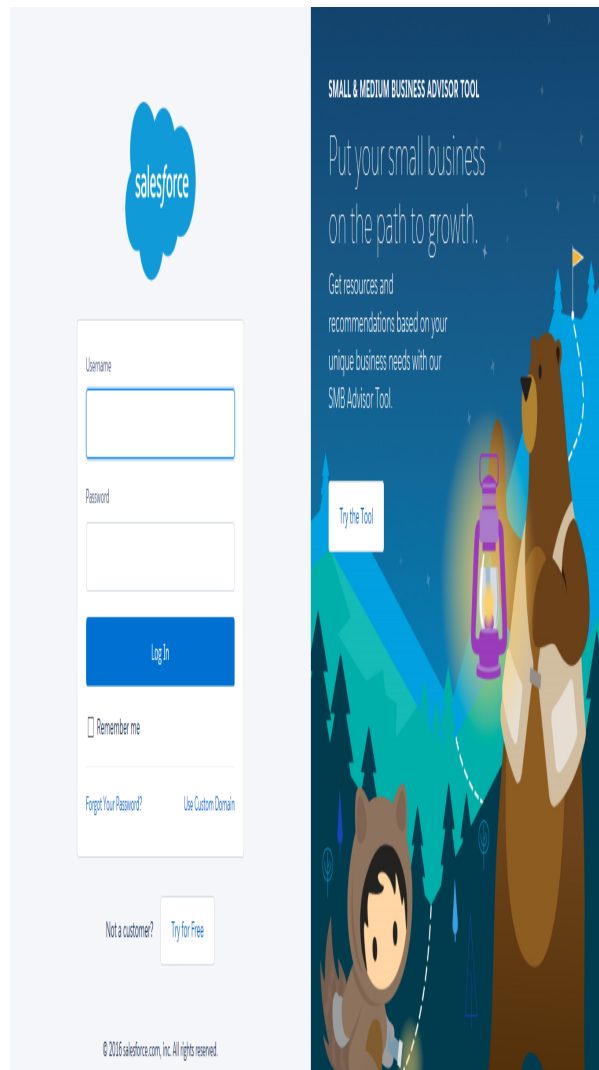 salesforce
Username
Password
Log In
Remember me
Forgot Your Password? Use Custom Domain
Not a customer? Try for Free
© 2016 salesforce.com, inc. All rights reserved.
SMALL & MEDIUM BUSINESS ADVISOR TOOL
Put your small business
on the path to growth.
Get resources and
recommendations based on your
unique business needs with our
SMB Advisor Tool.
Try the Tool